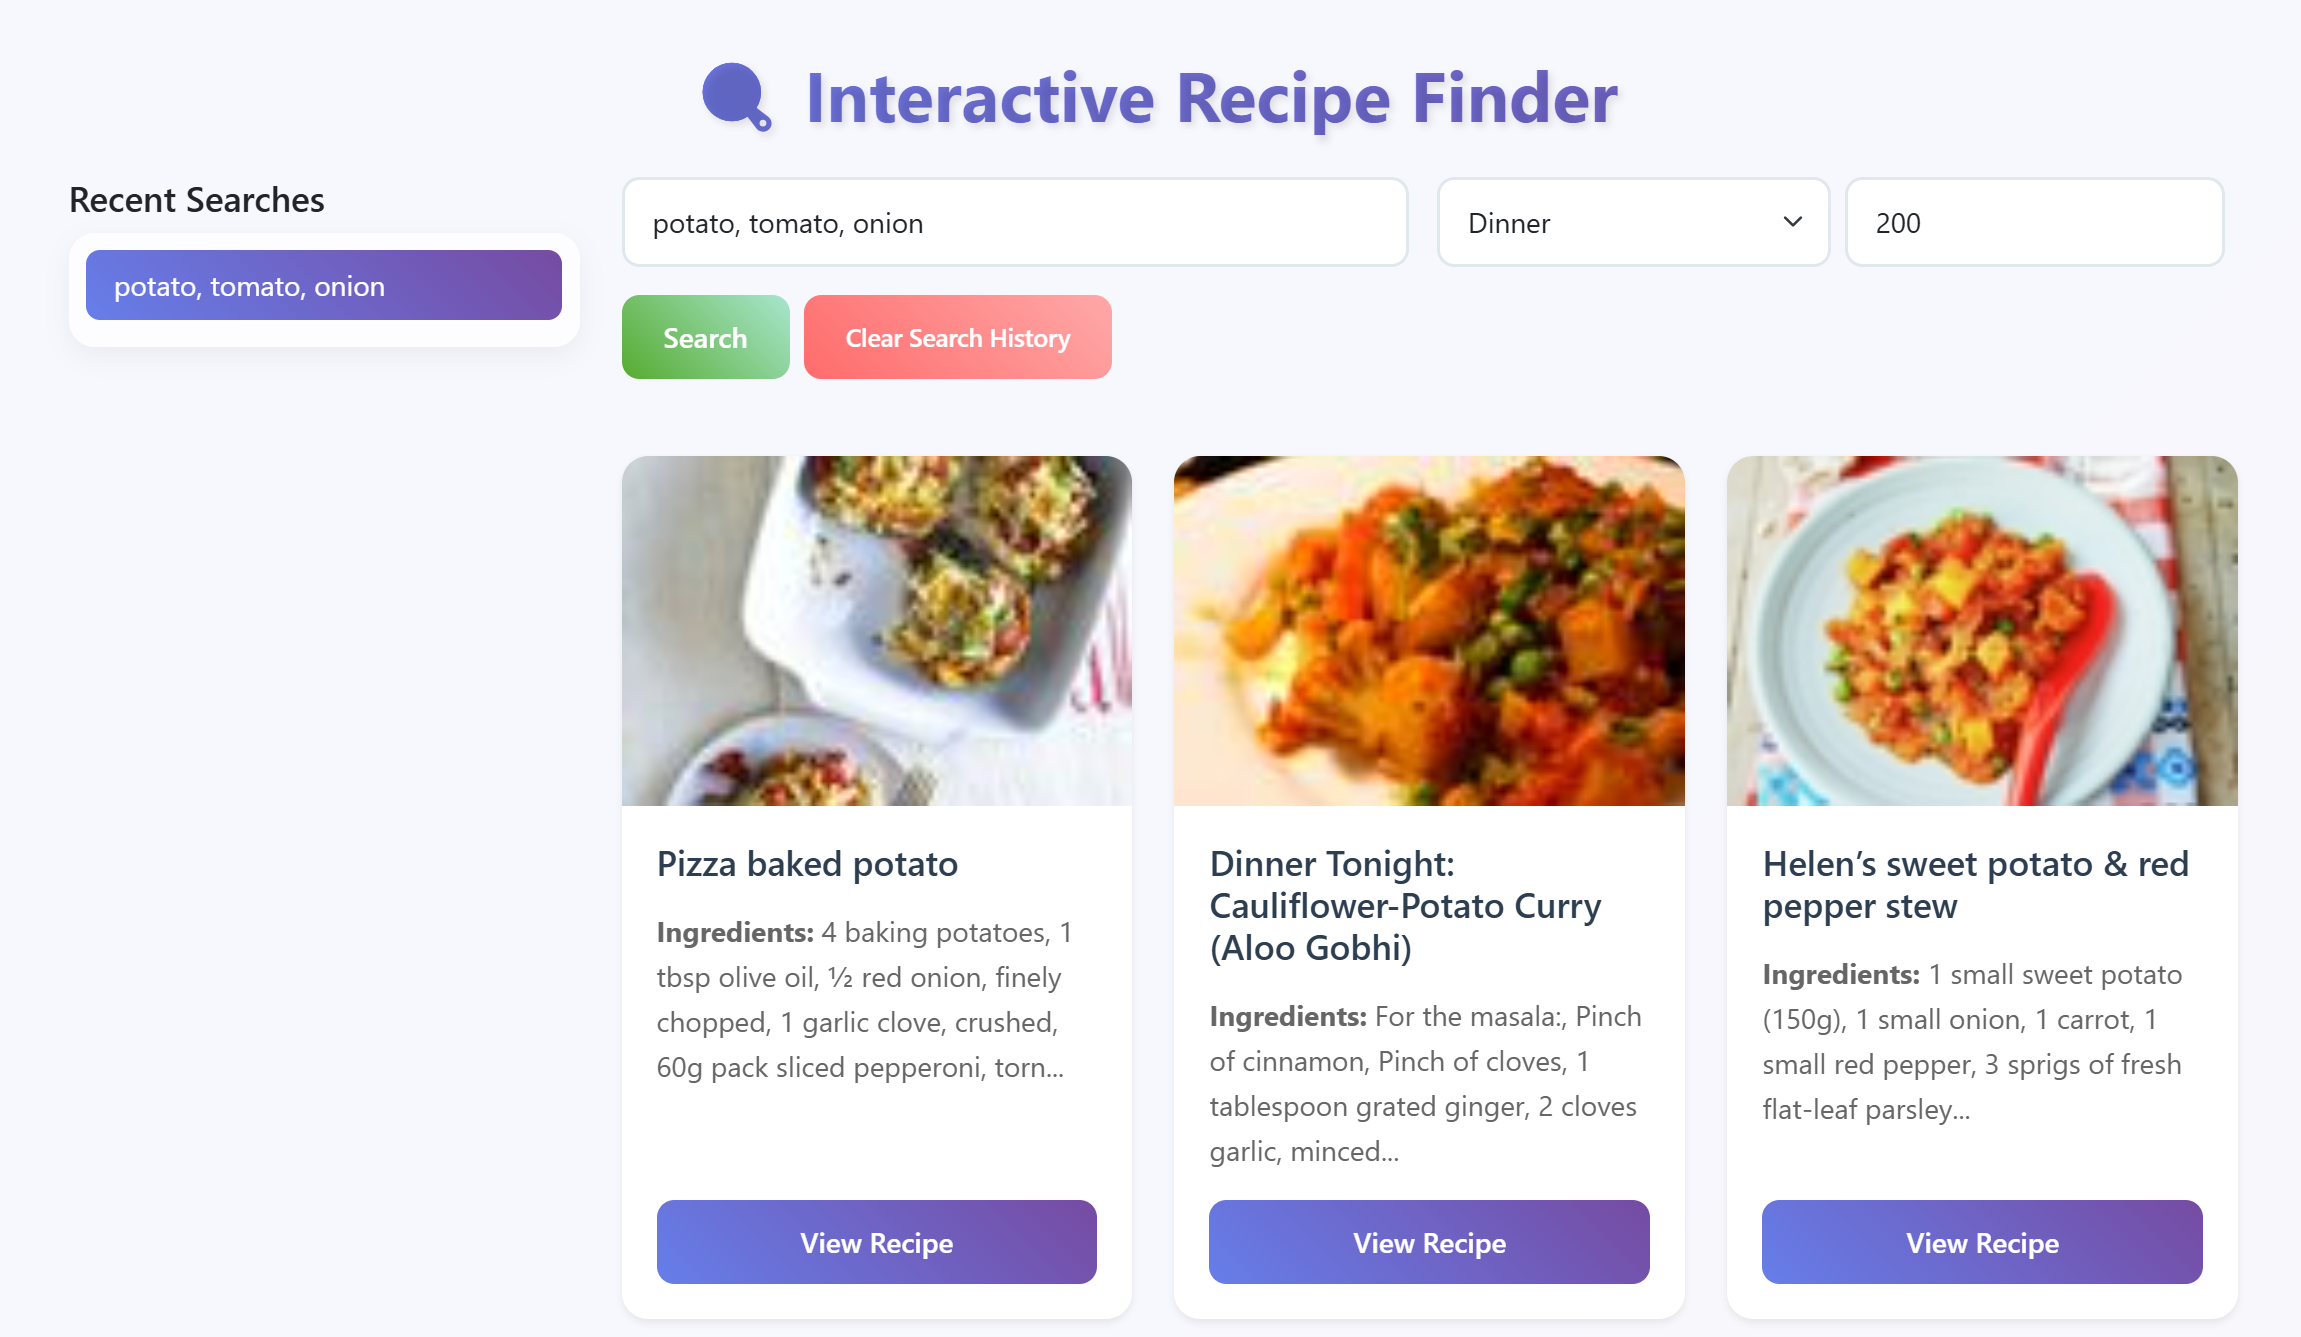 Interactive Recipe Finder
Recent Searches
potato, tomato, onion
potato, tomato, onion
Dinner
200
Search
Clear Search History
Pizza baked potato
Ingredients: 4 baking potatoes, 1
tbsp olive oil, ½ red onion, finely
chopped, 1 garlic clove, crushed,
60g pack sliced pepperoni, torn...
View Recipe
Dinner Tonight:
Cauliflower-Potato Curry
(Aloo Gobhi)
Ingredients: For the masala:, Pinch
of cinnamon, Pinch of cloves, 1
tablespoon grated ginger, 2 cloves
garlic, minced...
View Recipe
Helen’s sweet potato & red
pepper stew
Ingredients: 1 small sweet potato
(150g), 1 small onion, 1 carrot, 1
small red pepper, 3 sprigs of fresh
flat-leaf parsley...
View Recipe